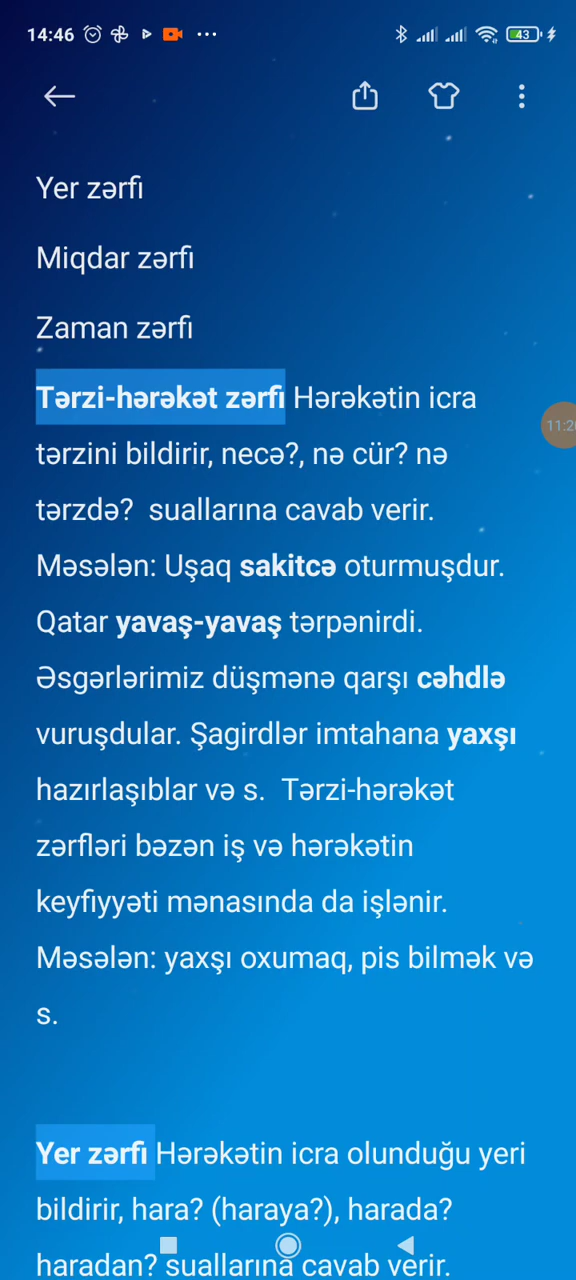 14:46
43
Yer zərfi
Miqdar zərfi
Zaman zərfi
Tərzi-hərəkət zərfi Hərəkətin icra
tərzini bildirir, necə?, nə cür? nə
tərzdə?  suallarına cavab verir.
11:20
Məsələn: Uşaq sakitcə oturmuşdur.
Qatar yavaş-yavaş tərpənirdi.
Əsgərlərimiz düşmənə qarşı cəhdlə
vuruşdular. Şagirdlər imtahana yaxşı
hazırlaşıblar və s.  Tərzi-hərəkət
zərfləri bəzən iş və hərəkətin
keyfiyyəti mənasında da işlənir.
Məsələn: yaxşı oxumaq, pis bilmək və
s.
Yer zərfi Hərəkətin icra olunduğu yeri
bildirir, hara? (haraya?), harada?
haradan? suallarına cavab verir.